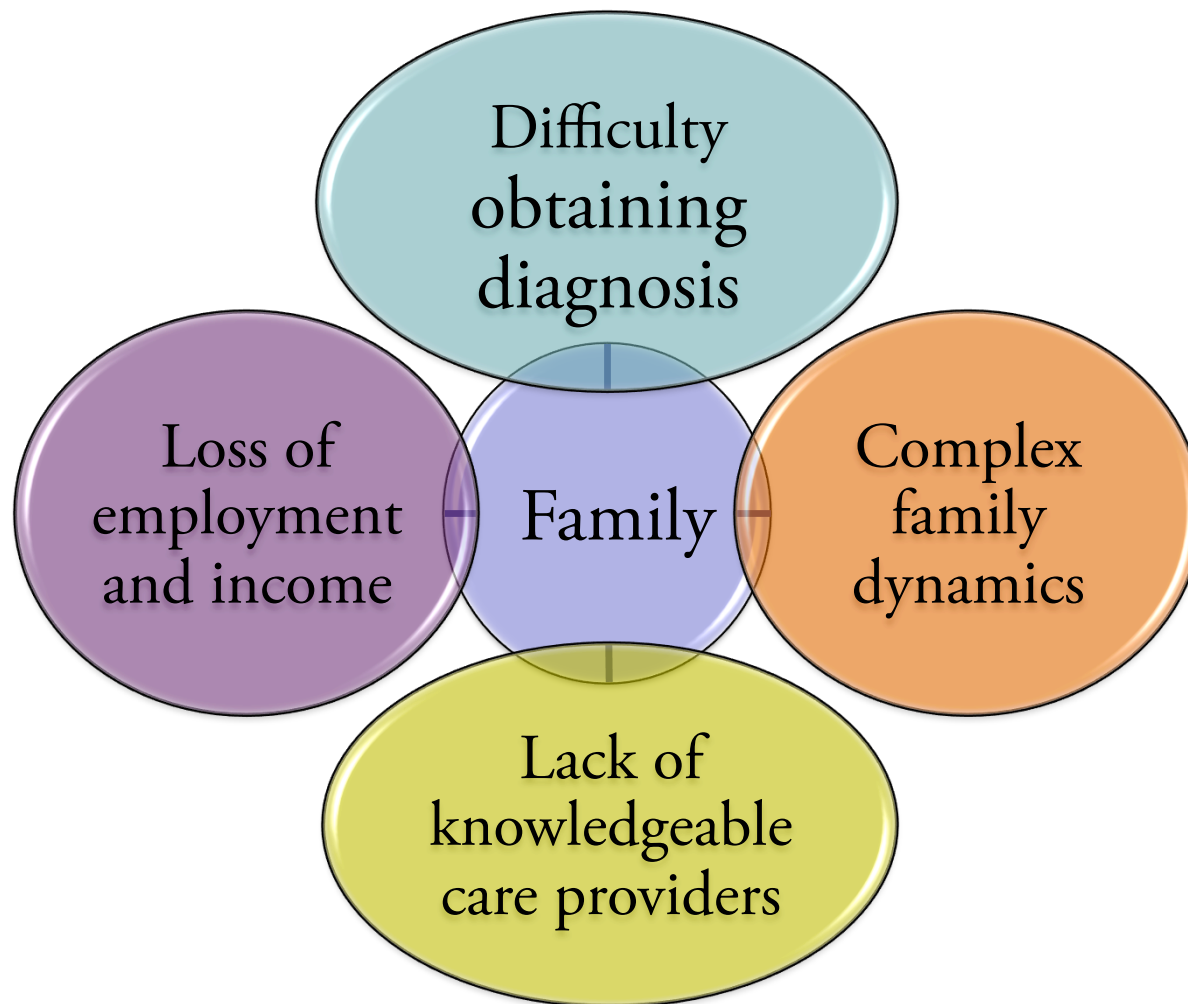 Difficulty
obtaining
diagnosis
Loss of
employment
and income
Family
Complex
family
dynamics
Lack of
knowledgeable
care providers